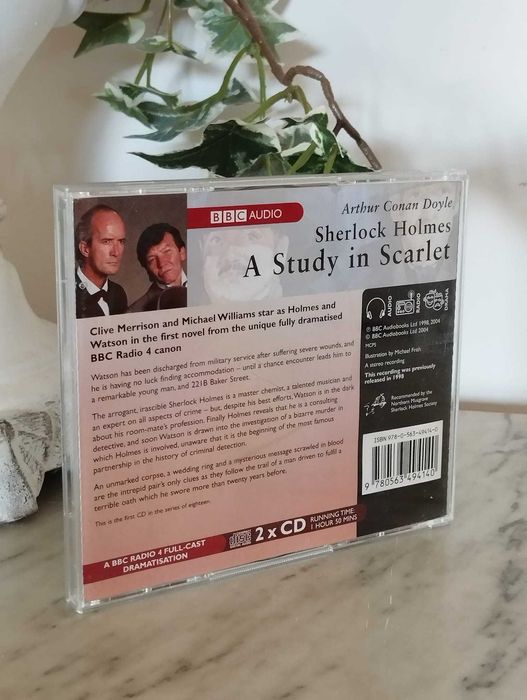 BBC AUDIO
Arthur Conan Doyle
Sherlock Holmes
A Study in Scarlet
Clive Merrison and Michael Williams star as Holmes and
Watson in the first novel from the unique fully dramatised
BBC Radio 4 canon
Watson has been discharged from military service after suffering severe wounds, and
he is having no luck finding accommodation – until a chance encounter leads him to
a remarkable young man, and 221B Baker Street.
The arrogant, irascible Sherlock Holmes is a master chemist, a talented musician and
an expert on all aspects of crime – but, despite his best efforts, Watson is in the dark
about his room-mate's profession. Finally Holmes reveals that he is a consulting
detective, and soon Watson is drawn into the investigation of a bizarre murder in
which Holmes is involved, unaware that it is the beginning of the most famous
partnership in the history of criminal detection.
An unmarked corpse, a wedding ring and a mysterious message scrawled in blood
are the intrepid pair's only clues as they follow the trail of a man driven to fulfil a
terrible oath which he swore more than twenty years before.
This is the first CD in the series of eighteen.
A BBC RADIO 4 FULL-CAST
DRAMATISATION
2 x CD
RUNNING TIME:
1 HOUR 50 MINS
AUDIO
RADIO
DRAMA
℗ BBC Audiobooks Ltd 1998, 2004
© BBC Audiobooks Ltd 2004
MCPS
Illustration by Michael Frith
A stereo recording
This recording was previously
released in 1998
Recommended by the
Northern Musgrave
Sherlock Holmes Society
ISBN 978-0-563-49414-0
9 780563 494140